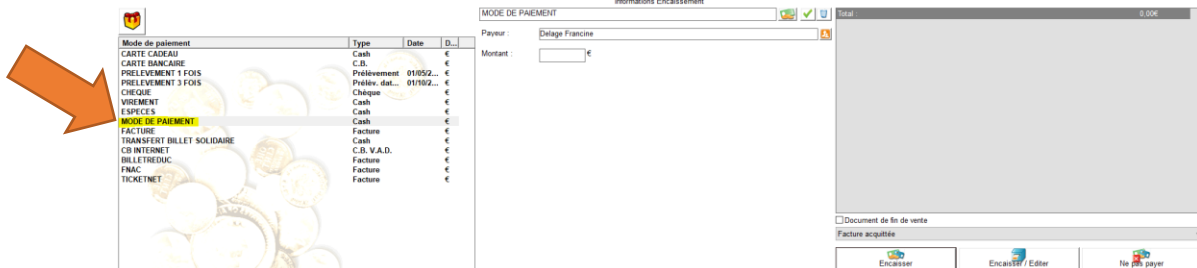 Informations Encaissement
MODE DE PAIEMENT
Total : 0,00€
Payeur : Delage Francine
Montant : €
Mode de paiement Type Date D...
CARTE CADEAU Cash €
CARTE BANCAIRE C.B. €
PRELEVEMENT 1 FOIS Prélévement 01/05/2... €
PRELEVEMENT 3 FOIS Prélèv. dat... 01/10/2... €
CHEQUE Chèque €
VIREMENT Cash €
ESPECES Cash €
MODE DE PAIEMENT Cash €
FACTURE Facture €
TRANSFERT BILLET SOLIDAIRE Cash €
CB INTERNET C.B. V.A.D. €
BILLETREDUC Facture €
FNAC Facture €
TICKETNET Facture €
Document de fin de vente
Facture acquittée
Encaisser
Encaisser / Editer
Ne pas payer